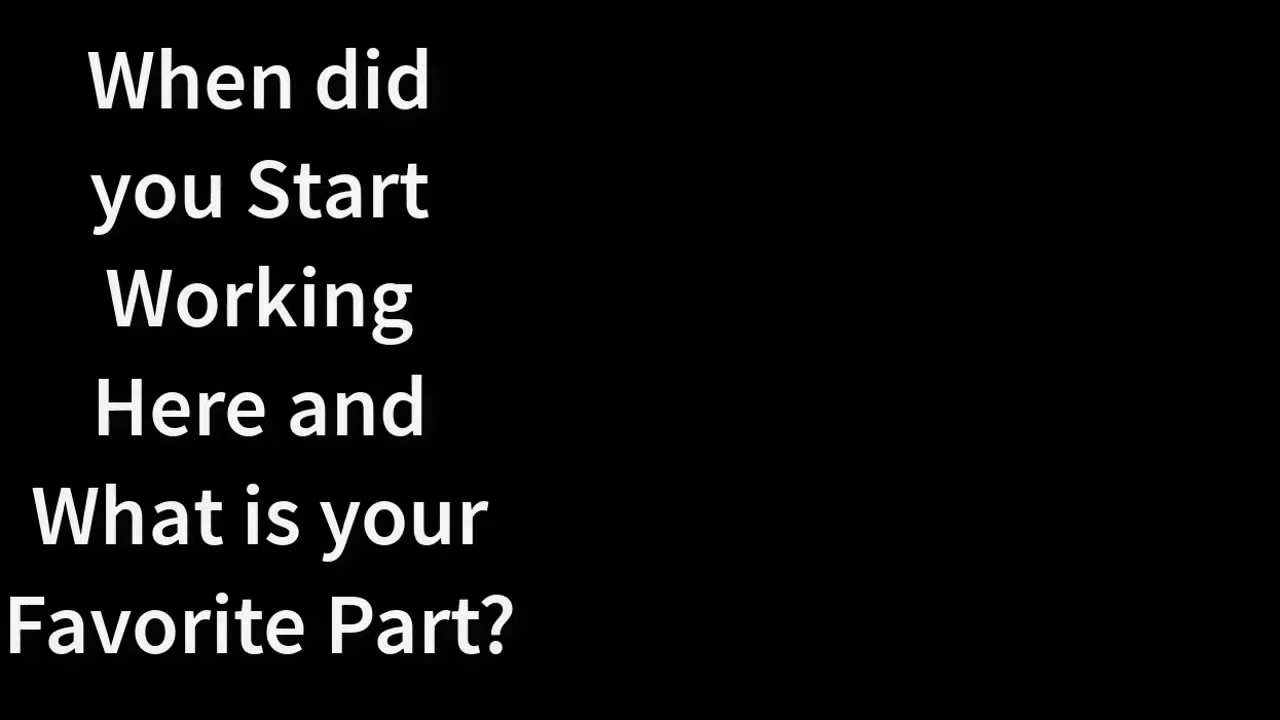 When did
you Start
Working
Here and
What is your
Favorite Part?